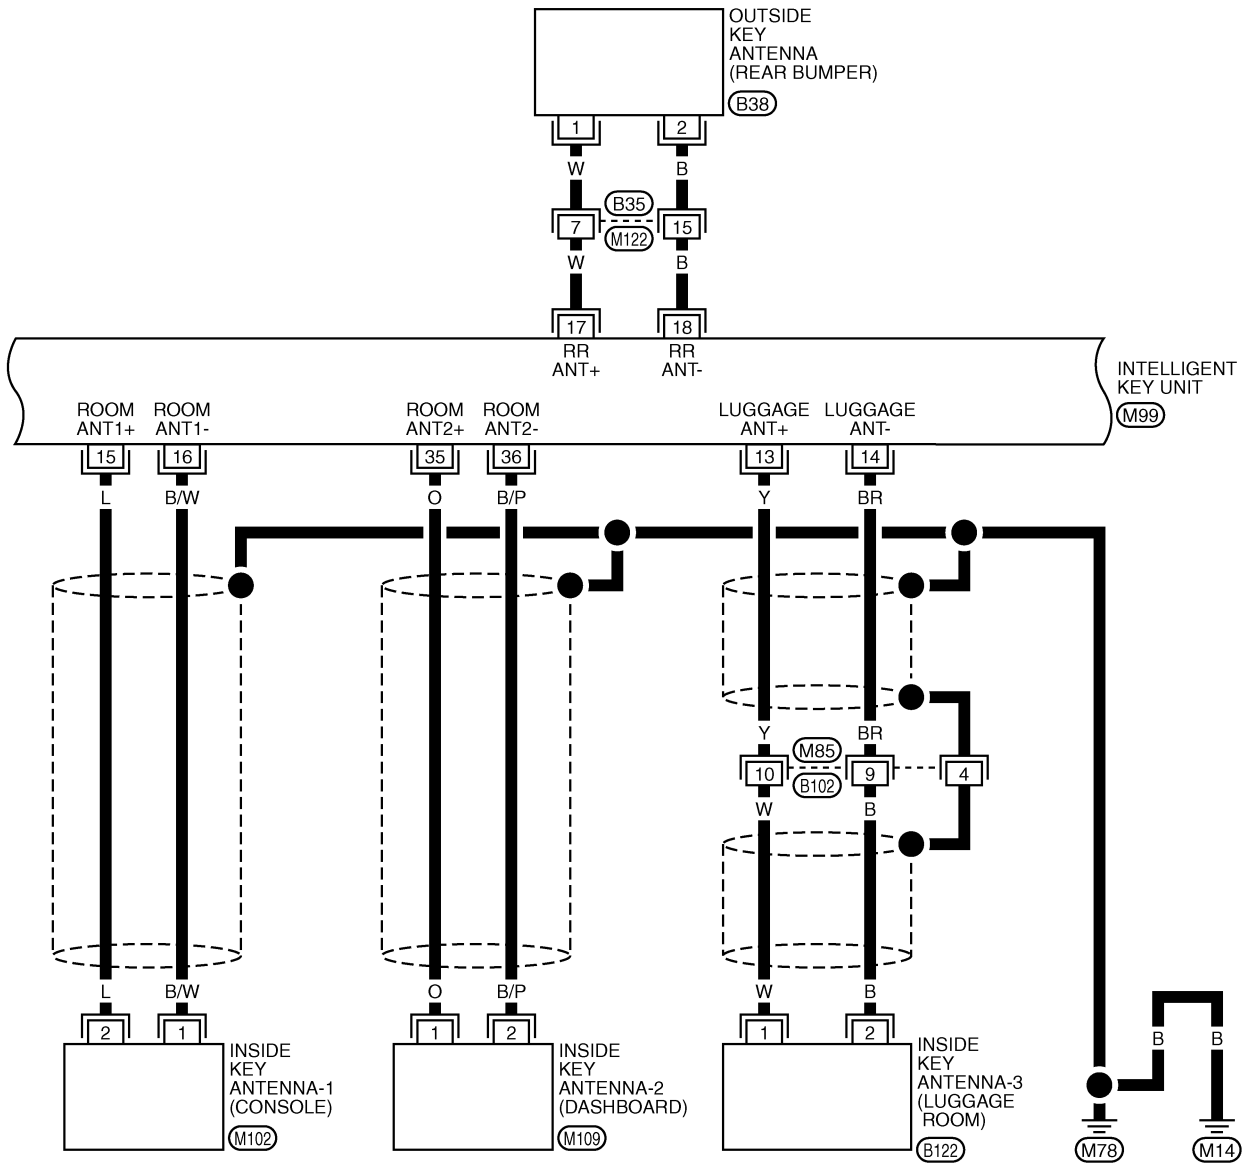 OUTSIDE
KEY
ANTENNA
(REAR BUMPER)
B38
1 2
W B
B35
7 15
M122
W B
17 18
RR RR
ANT+ ANT-
INTELLIGENT
KEY UNIT
M99
ROOM ROOM ROOM ROOM LUGGAGE LUGGAGE
ANT1+ ANT1- ANT2+ ANT2- ANT+ ANT-
15 16 35 36 13 14
L B/W O B/P Y BR
Y BR
M85
10 9 4
B102
W B
L B/W O B/P W B
2 1 1 2 1 2
INSIDE
KEY
ANTENNA-1
(CONSOLE)
M102
INSIDE
KEY
ANTENNA-2
(DASHBOARD)
M109
INSIDE
KEY
ANTENNA-3
(LUGGAGE
ROOM)
B122
B B
M78 M14